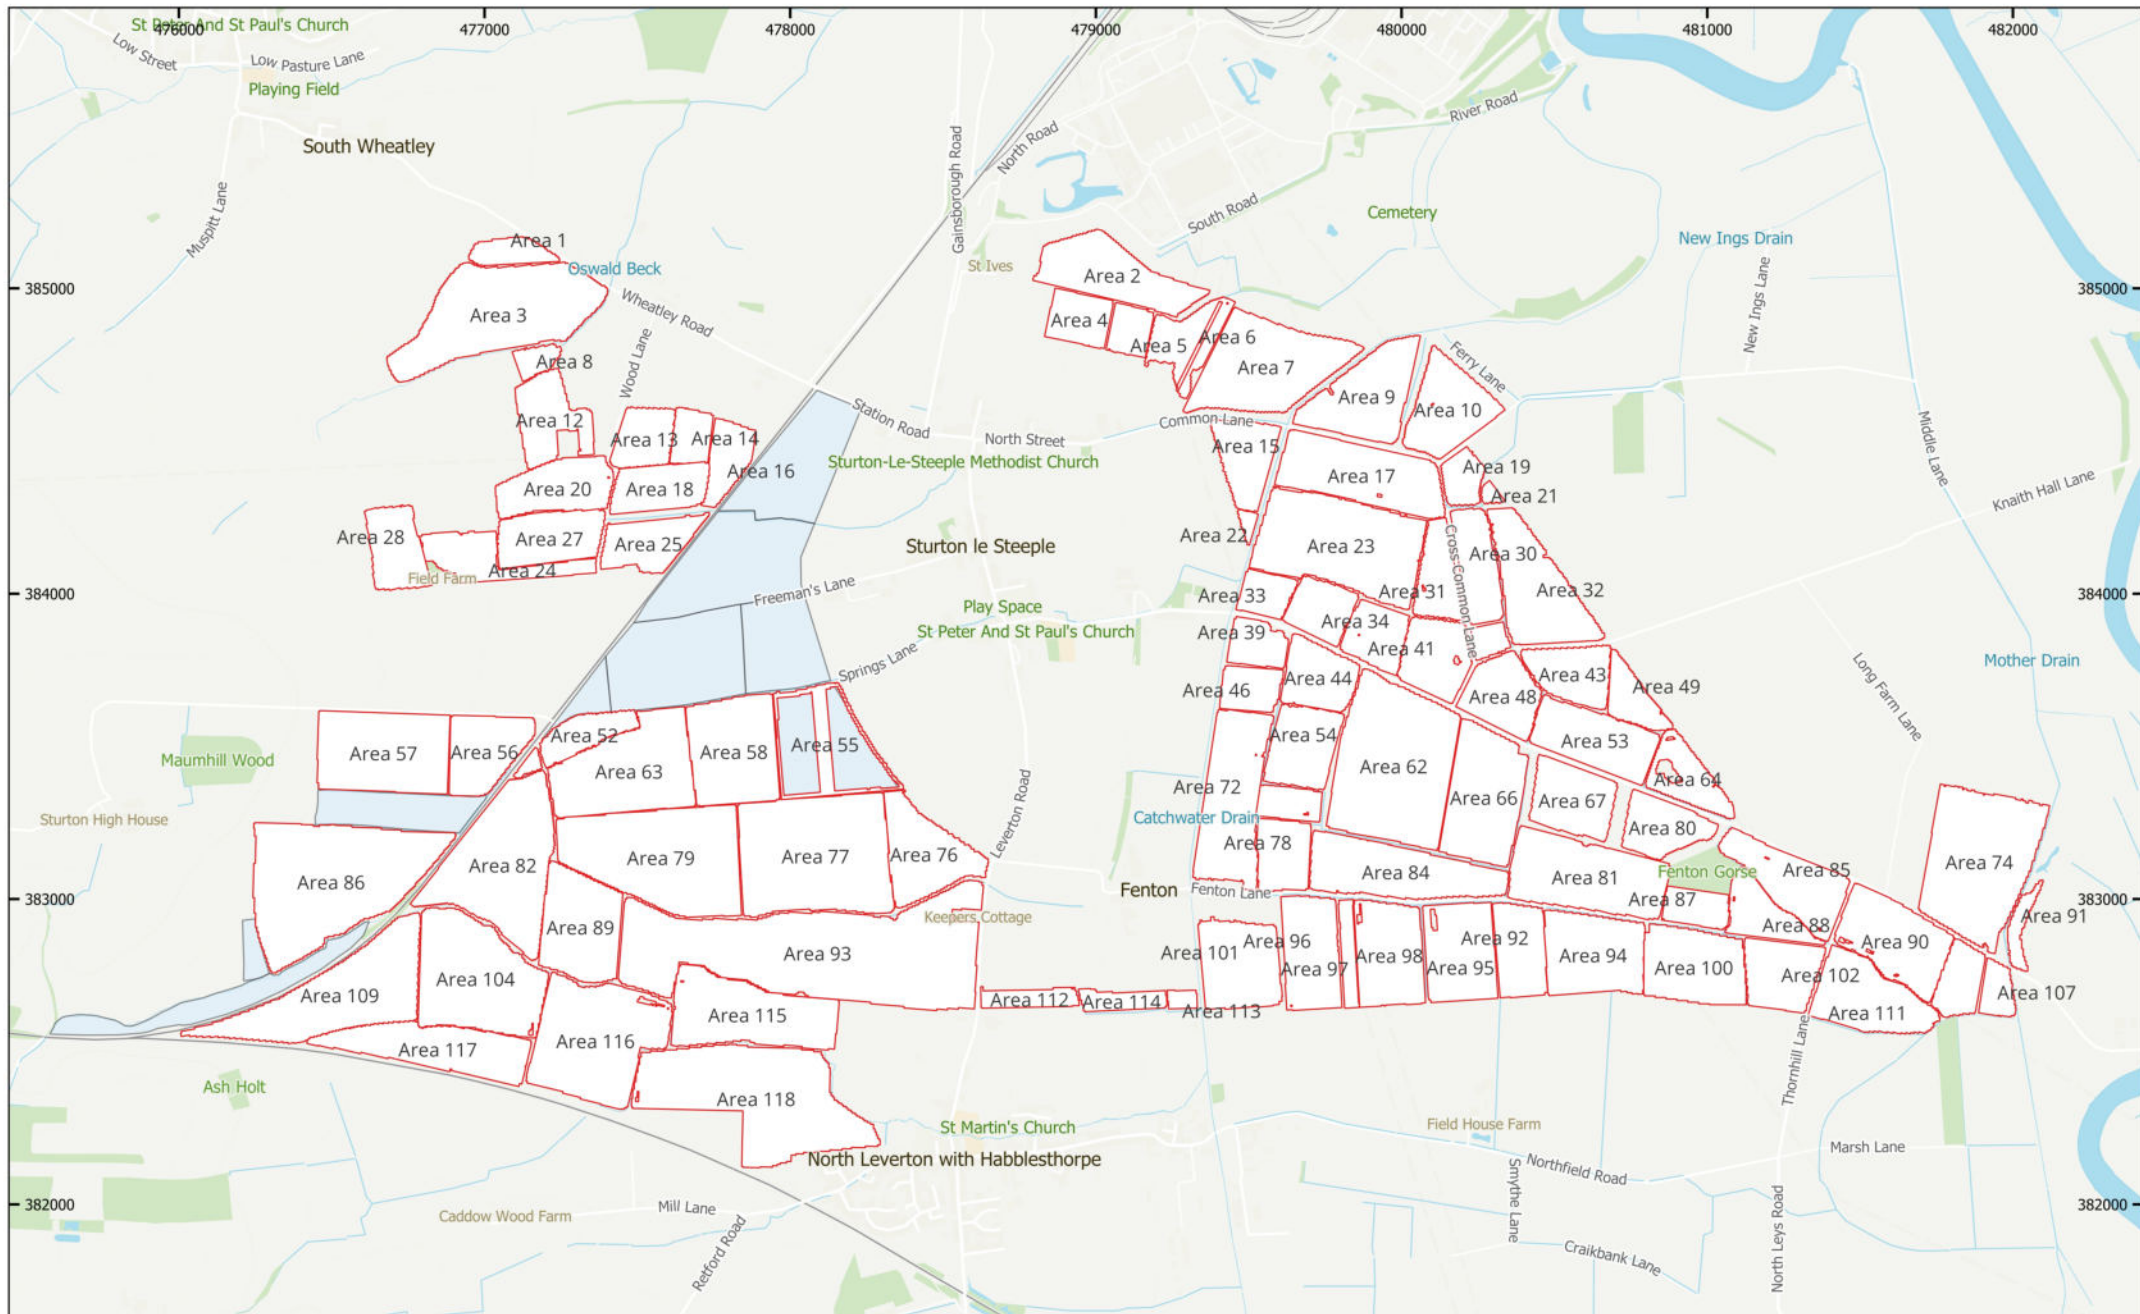 St Peter And St Paul's Church
476000
477000
478000
479000
480000
481000
482000
Low Street
Low Pasture Lane
Playing Field
South Wheatley
Muspitt Lane
Gainsborough Road
North Road
River Road
South Road
Cemetery
New Ings Drain
New Ings Lane
St Ives
Area 1
Oswald Beck
Area 2
385000
385000
Wheatley Road
Area 3
Area 4
Area 5
Area 6
Area 7
Area 8
Wood Lane
Ferry Lane
Area 9
Area 10
Middle Lane
Station Road
Common Lane
North Street
Area 12
Area 13
Area 14
Area 15
Sturton-Le-Steeple Methodist Church
Area 16
Area 17
Area 19
Area 20
Area 18
Area 21
Knaith Hall Lane
Area 28
Area 27
Area 25
Area 22
Sturton le Steeple
Area 23
Cross Common Lane
Area 30
Area 24
Field Farm
384000
384000
Freeman's Lane
Play Space
Area 33
Area 31
Area 32
St Peter And St Paul's Church
Area 39
Area 34
Area 41
Springs Lane
Mother Drain
Long Farm Lane
Area 46
Area 44
Area 48
Area 43
Area 49
Maumhill Wood
Area 57
Area 56
Area 52
Area 63
Area 58
Area 55
Area 54
Area 53
Area 62
Area 72
Area 64
Area 66
Area 67
Leverton Road
Sturton High House
Catchwater Drain
Area 80
Area 82
Area 79
Area 77
Area 76
Area 78
Area 74
Area 86
Area 84
Area 81
Fenton Gorse
Area 85
Fenton
Fenton Lane
383000
383000
Area 87
Keepers Cottage
Area 89
Area 88
Area 91
Area 93
Area 101
Area 96
Area 97
Area 98
Area 92
Area 95
Area 94
Area 100
Area 102
Area 90
Area 104
Area 109
Area 112
Area 114
Area 113
Area 107
Area 111
Area 115
Area 116
Area 117
Thornhill Lane
Ash Holt
Area 118
St Martin's Church
Field House Farm
North Leverton with Habblesthorpe
Northfield Road
Marsh Lane
Smythe Lane
North Leys Road
382000
382000
Caddow Wood Farm
Mill Lane
Retford Road
Craikbank Lane